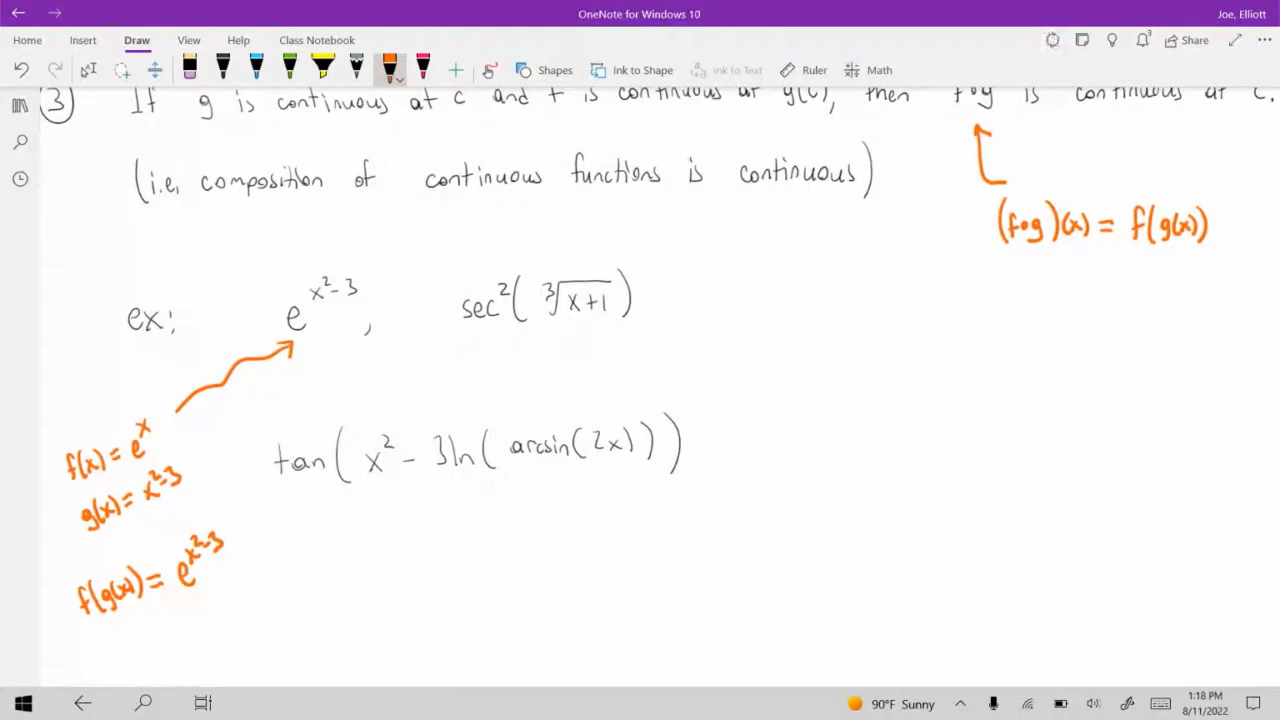 OneNote for Windows 10
Joe, Elliott
Home Insert Draw View Help Class Notebook
Share
Shapes Ink to Shape Ink to Text Ruler Math
③ If g is continuous at c and f is continuous at g(c), then f∘g is continuous at c.
(i.e, composition of continuous functions is continuous)
(f∘g)(x) = f(g(x))
ex: e^{x²-3}, sec²(∛(x+1))
f(x) = e^x
tan(x² - 3ln(arcsin(2x)))
g(x) = x²-3
f(g(x)) = e^{x²-3}
90°F Sunny
1:18 PM
8/11/2022